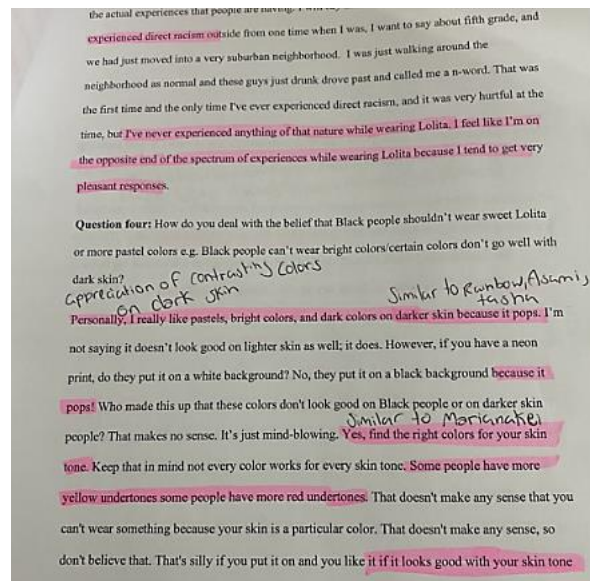 the actual experiences that people are
experienced direct racism outside from one time when I was, I want to say about fifth grade, and
we had just moved into a very suburban neighborhood. I was just walking around the
neighborhood as normal and these guys just drunk drove past and called me a n-word. That was
the first time and the only time I've ever experienced direct racism, and it was very hurtful at the
time, but I've never experienced anything of that nature while wearing Lolita. I feel like I'm on
the opposite end of the spectrum of experiences while wearing Lolita because I tend to get very
pleasant responses.
Question four: How do you deal with the belief that Black people shouldn't wear sweet Lolita
or more pastel colors e.g. Black people can't wear bright colors/certain colors don't go well with
dark skin?
appreciation of contrasting colors
on dark skin
Similar to Rainbow, Asumis,
tasha
Personally, I really like pastels, bright colors, and dark colors on darker skin because it pops. I'm
not saying it doesn't look good on lighter skin as well; it does. However, if you have a neon
print, do they put it on a white background? No, they put it on a black background because it
pops! Who made this up that these colors don't look good on Black people or on darker skin
Similar to
people? That makes no sense. It's just mind-blowing. Yes, find the right colors for your skin
tone. Keep that in mind not every color works for every skin tone. Some people have more
yellow undertones some people have more red undertones. That doesn't make any sense that you
can't wear something because your skin is a particular color. That doesn't make any sense, so
don't believe that. That's silly if you put it on and you like it if it looks good with your skin tone